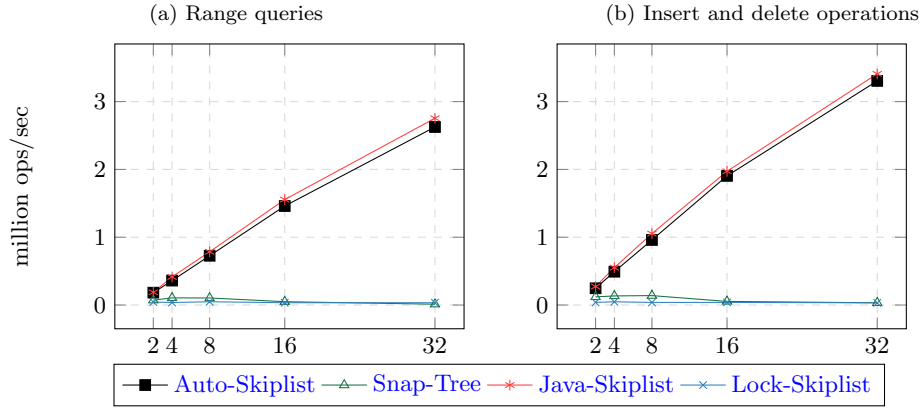 (a) Range queries
(b) Insert and delete operations
million ops/sec
3
2
1
0
2 4 8 16 32
3
2
1
0
2 4 8 16 32
Auto-Skiplist Snap-Tree Java-Skiplist Lock-Skiplist